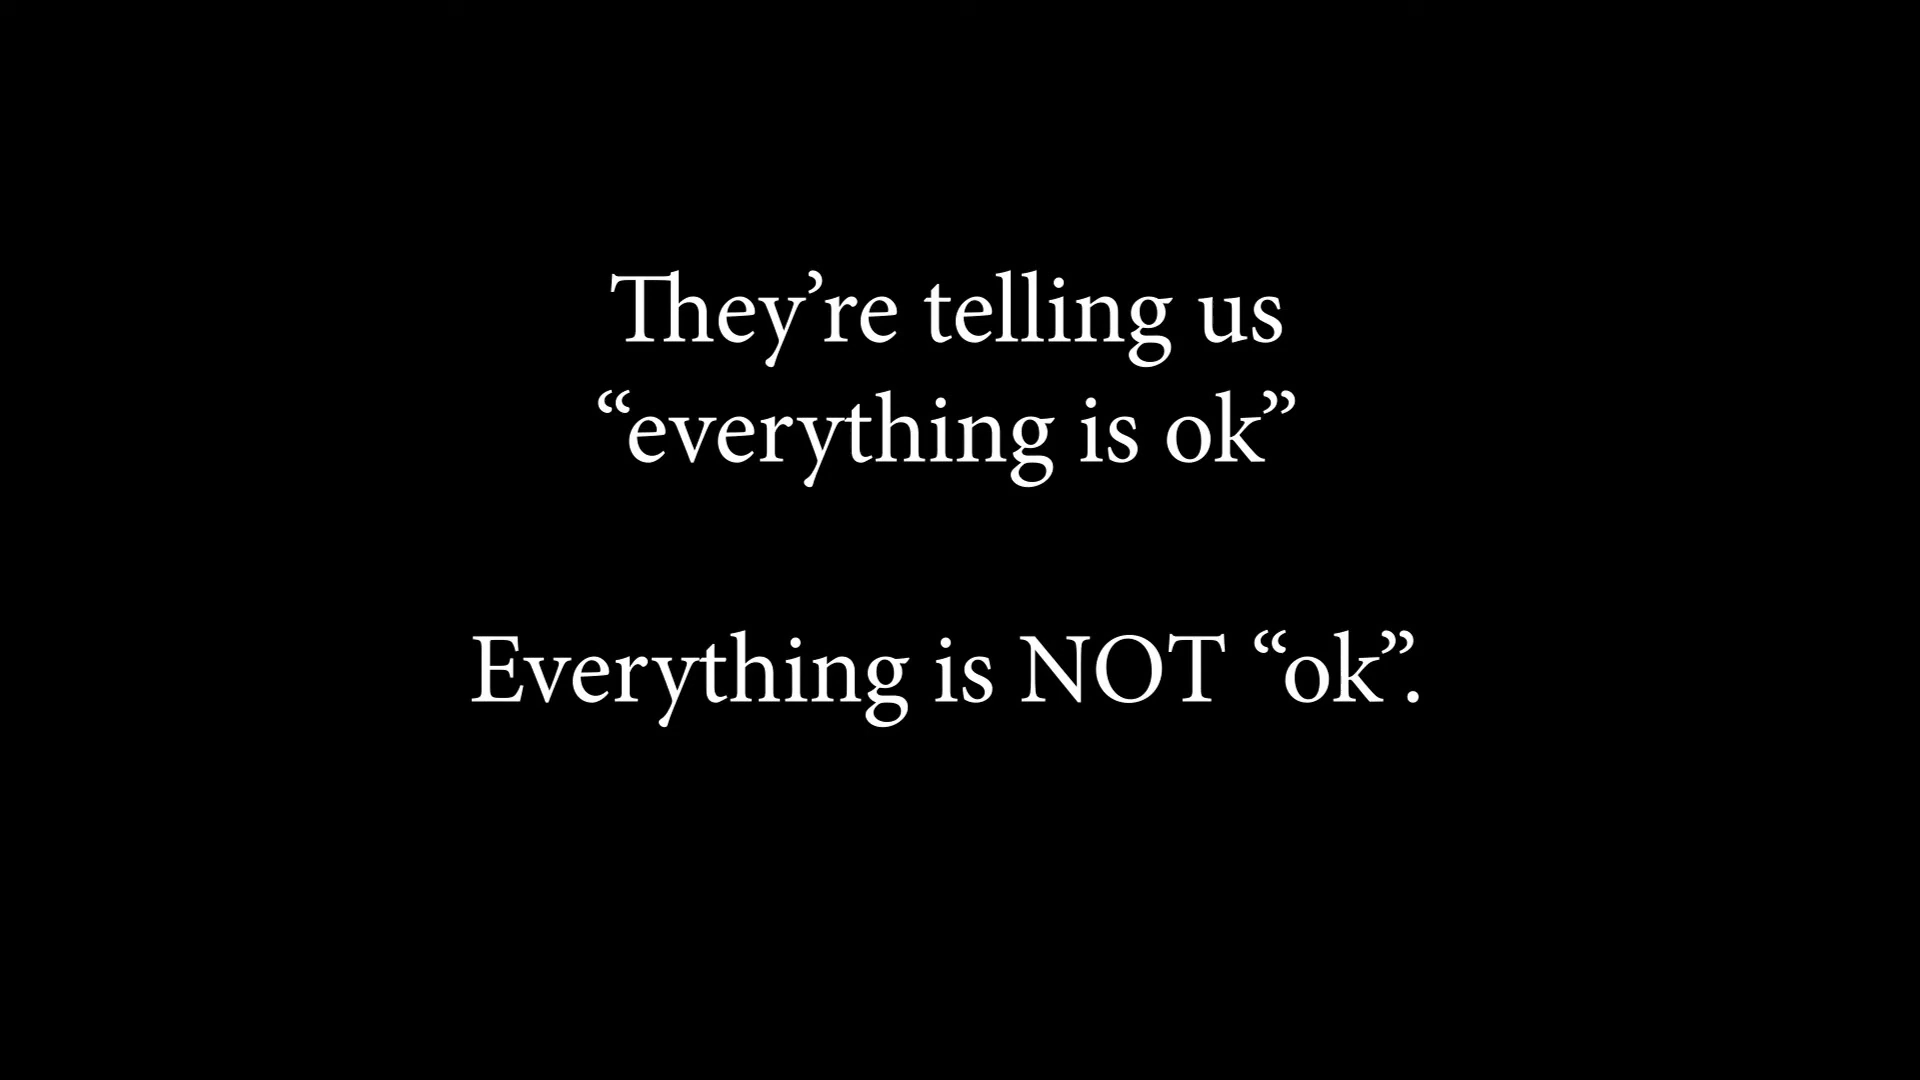 They’re telling us
“everything is ok”
Everything is NOT “ok”.